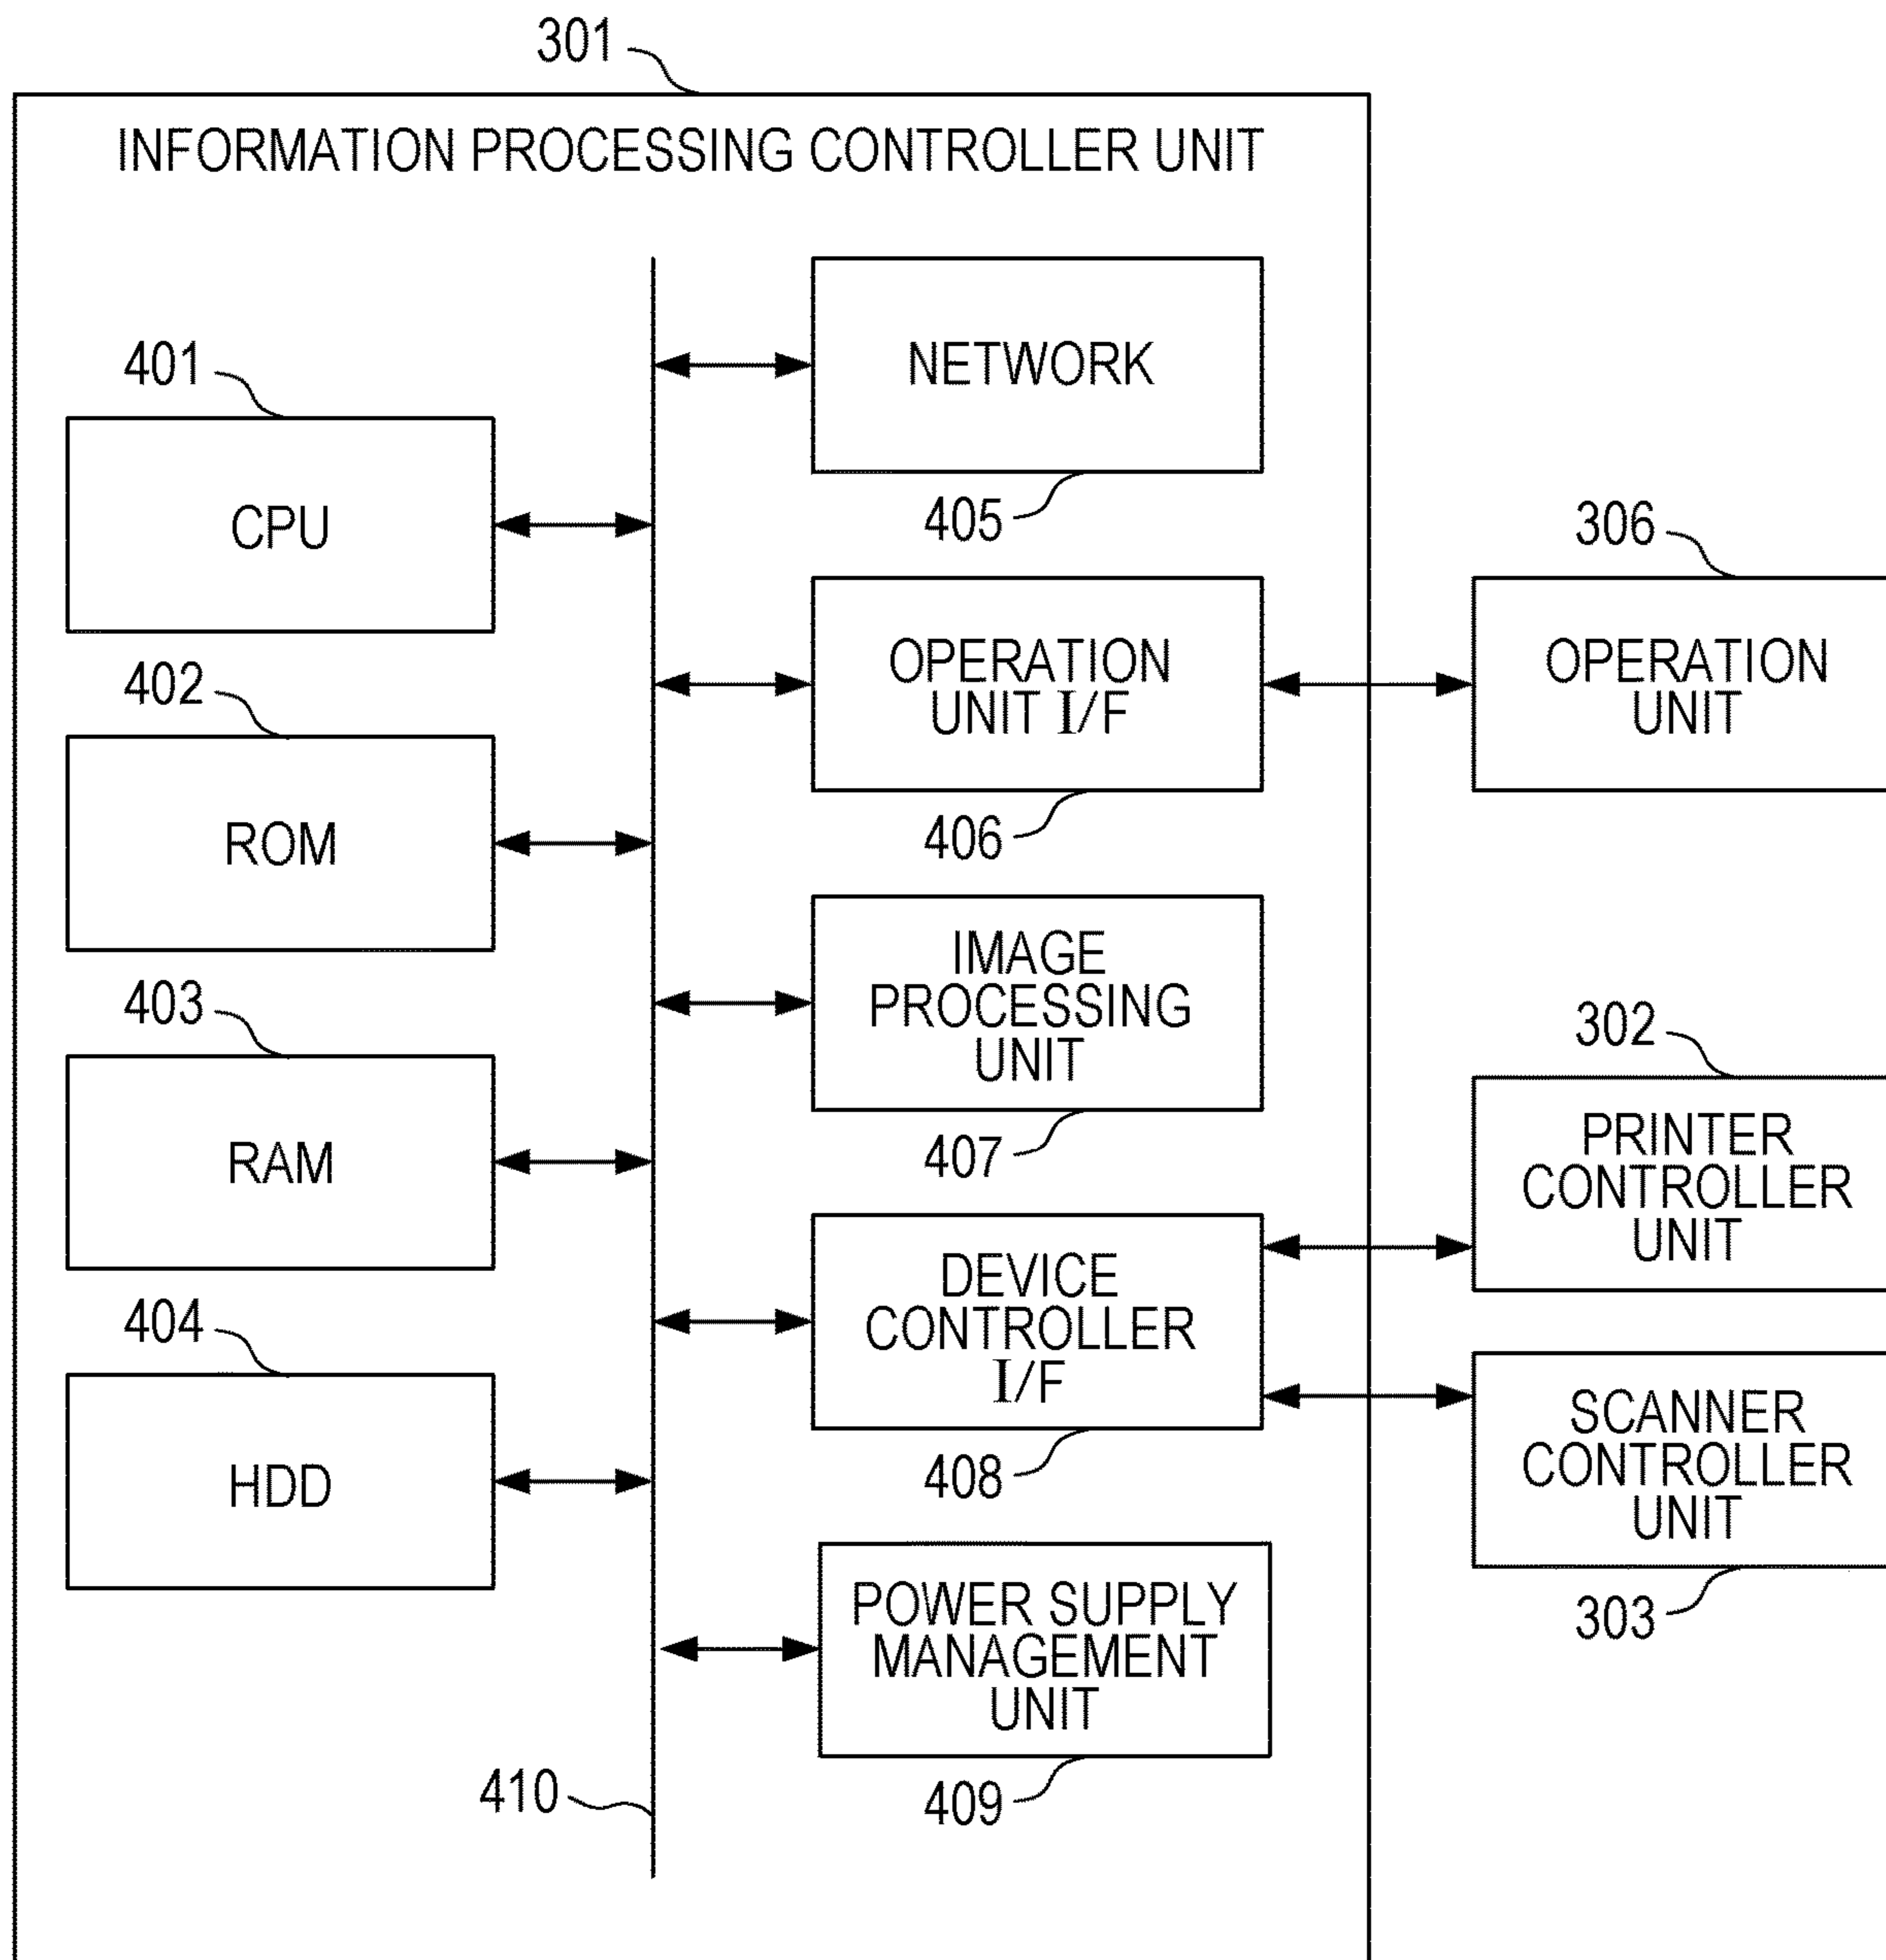 301
INFORMATION PROCESSING CONTROLLER UNIT
401
CPU
402
ROM
403
RAM
404
HDD
410
NETWORK
405
OPERATION
UNIT I/F
406
IMAGE
PROCESSING
UNIT
407
DEVICE
CONTROLLER
I/F
408
POWER SUPPLY
MANAGEMENT
UNIT
409
306
OPERATION
UNIT
302
PRINTER
CONTROLLER
UNIT
SCANNER
CONTROLLER
UNIT
303